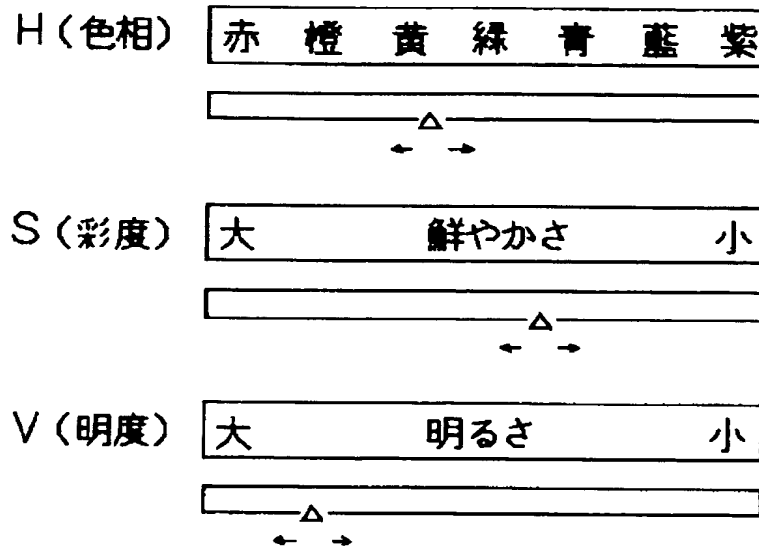 H(色相) 赤 橙 黄 緑 青 藍 紫
S(彩度) 大 鮮やかさ 小
V(明度) 大 明るさ 小